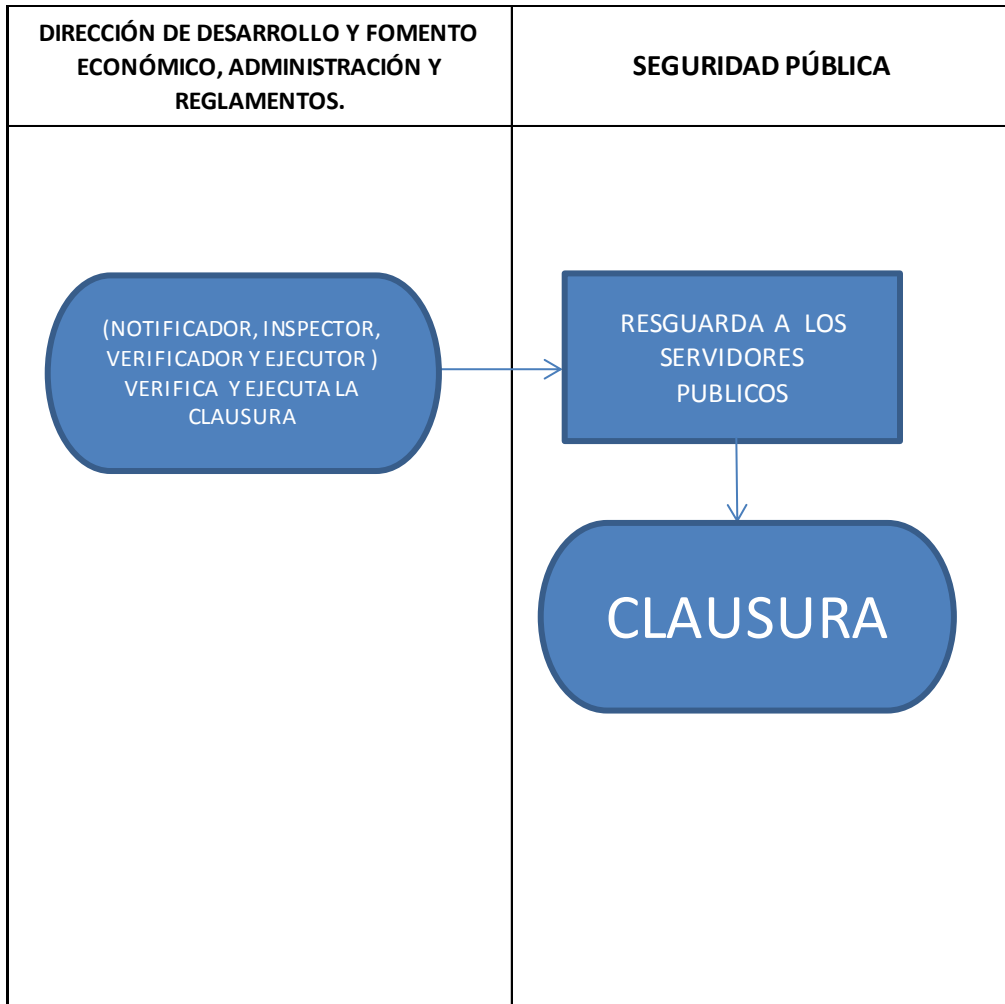 DIRECCIÓN DE DESARROLLO Y FOMENTO
ECONÓMICO, ADMINISTRACIÓN Y
REGLAMENTOS.
SEGURIDAD PÚBLICA
(NOTIFICADOR, INSPECTOR,
VERIFICADOR Y EJECUTOR )
VERIFICA Y EJECUTA LA
CLAUSURA
RESGUARDA A LOS
SERVIDORES
PUBLICOS
CLAUSURA